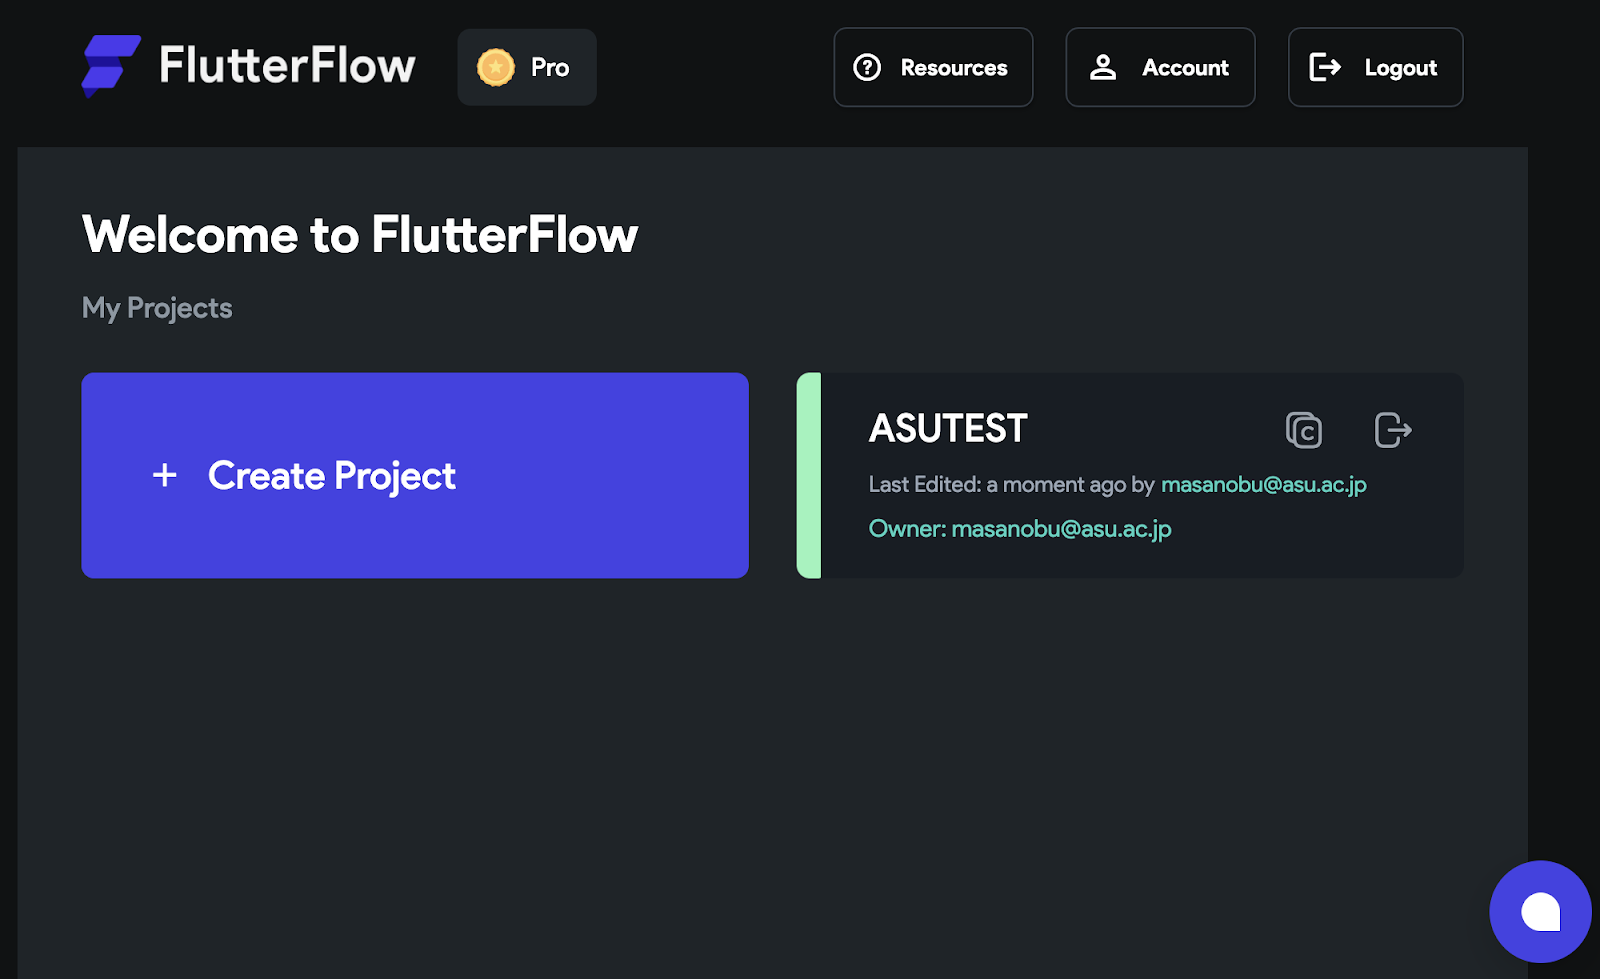 FlutterFlow
Pro
Resources
Account
Logout
Welcome to FlutterFlow
My Projects
+ Create Project
ASUTEST
Last Edited: a moment ago by masanobu@asu.ac.jp
Owner: masanobu@asu.ac.jp